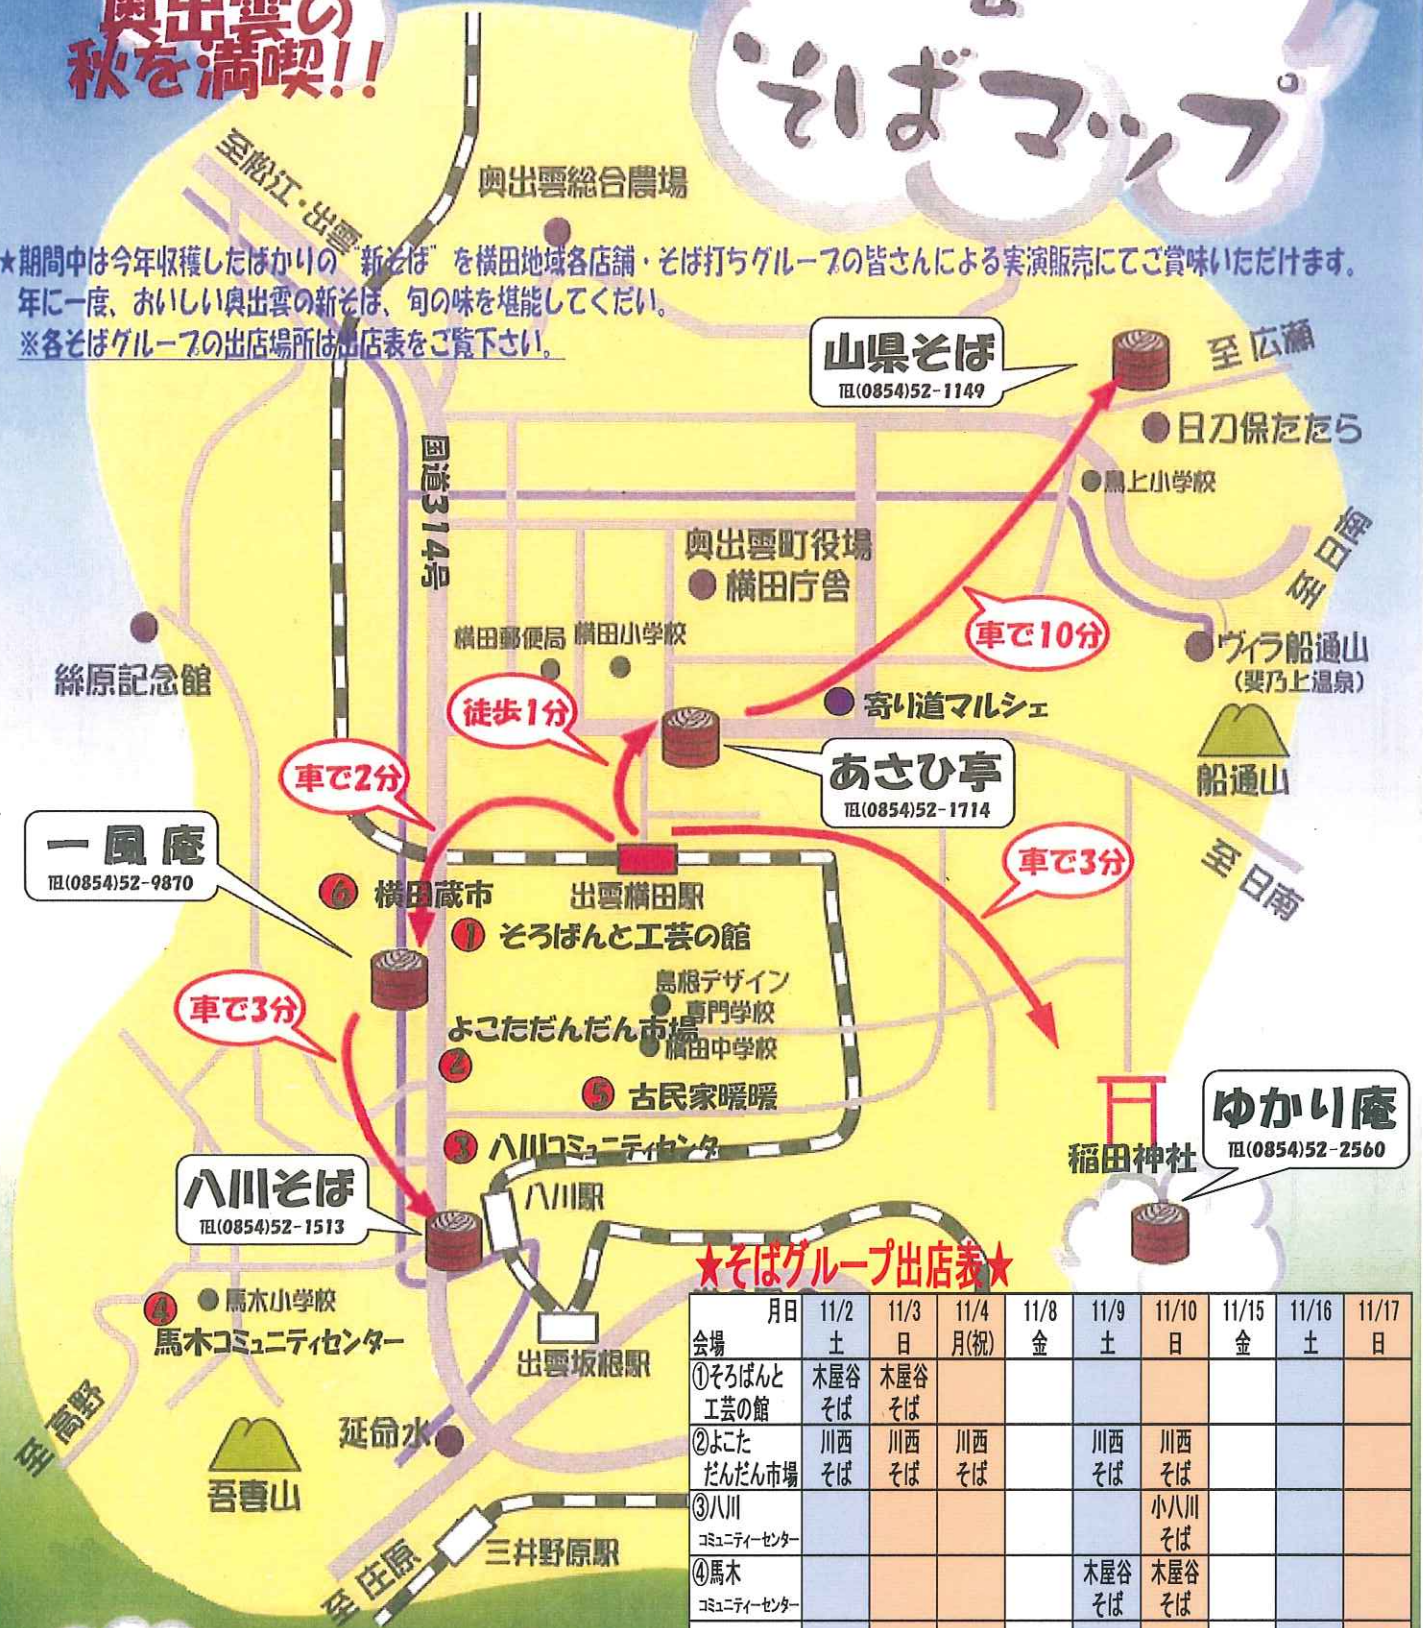 奥出雲の
秋を満喫!!
そばマップ
至松江・出雲
奥出雲総合農場
★期間中は今年収穫したばかりの“新そば”を横田地域各店舗・そば打ちグループの皆さんによる実演販売にてご賞味いただけます。
年に一度、おいしい奥出雲の新そば、旬の味を堪能してくだい。
※各そばグループの出店場所は出店表をご覧下さい。
山県そば
TEL(0854)52-1149
至広瀬
日刀保たたら
鳥上小学校
国道314号
奥出雲町役場
横田庁舎
至日南
横田郵便局
横田小学校
車で10分
ヴィラ船通山
(斐乃上温泉)
絲原記念館
徒歩1分
寄り道マルシェ
船通山
車で2分
あさひ亭
TEL(0854)52-1714
一風庵
TEL(0854)52-9870
車で3分
至日南
⑥ 横田蔵市
出雲横田駅
① そろばんと工芸の館
島根デザイン
専門学校
車で3分
よこただんだん市場
横田中学校
②
⑤ 古民家暖暖
ゆかり庵
TEL(0854)52-2560
稲田神社
③ 八川コミュニティセンタ
八川そば
TEL(0854)52-1513
八川駅
④
馬木小学校
馬木コミュニティセンター
出雲坂根駅
至高野
延命水
吾妻山
三井野原駅
至庄原
★そばグループ出店表★
月日 11/2 11/3 11/4 11/8 11/9 11/10 11/15 11/16 11/17
会場 土 日 月(祝) 金 土 日 金 土 日
①そろばんと 木屋谷 木屋谷
工芸の館 そば そば
②よこた 川西 川西 川西 川西 川西
だんだん市場 そば そば そば そば そば
③八川 小八川
コミュニティーセンター そば
④馬木 木屋谷 木屋谷
コミュニティーセンター そば そば